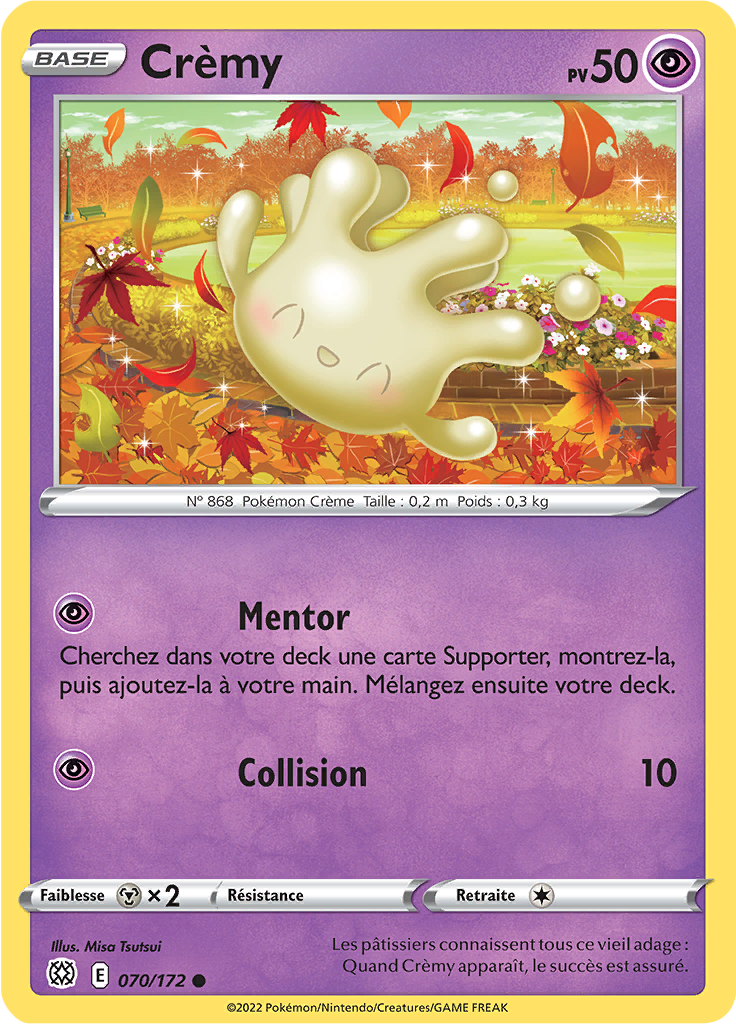 BASE
Crèmy
PV 50
N° 868 Pokémon Crème Taille : 0,2 m Poids : 0,3 kg
Mentor
Cherchez dans votre deck une carte Supporter, montrez-la,
puis ajoutez-la à votre main. Mélangez ensuite votre deck.
Collision 10
Faiblesse ×2 Résistance Retraite
Illus. Misa Tsutsui
Les pâtissiers connaissent tous ce vieil adage :
Quand Crèmy apparaît, le succès est assuré.
E 070/172
©2022 Pokémon/Nintendo/Creatures/GAME FREAK